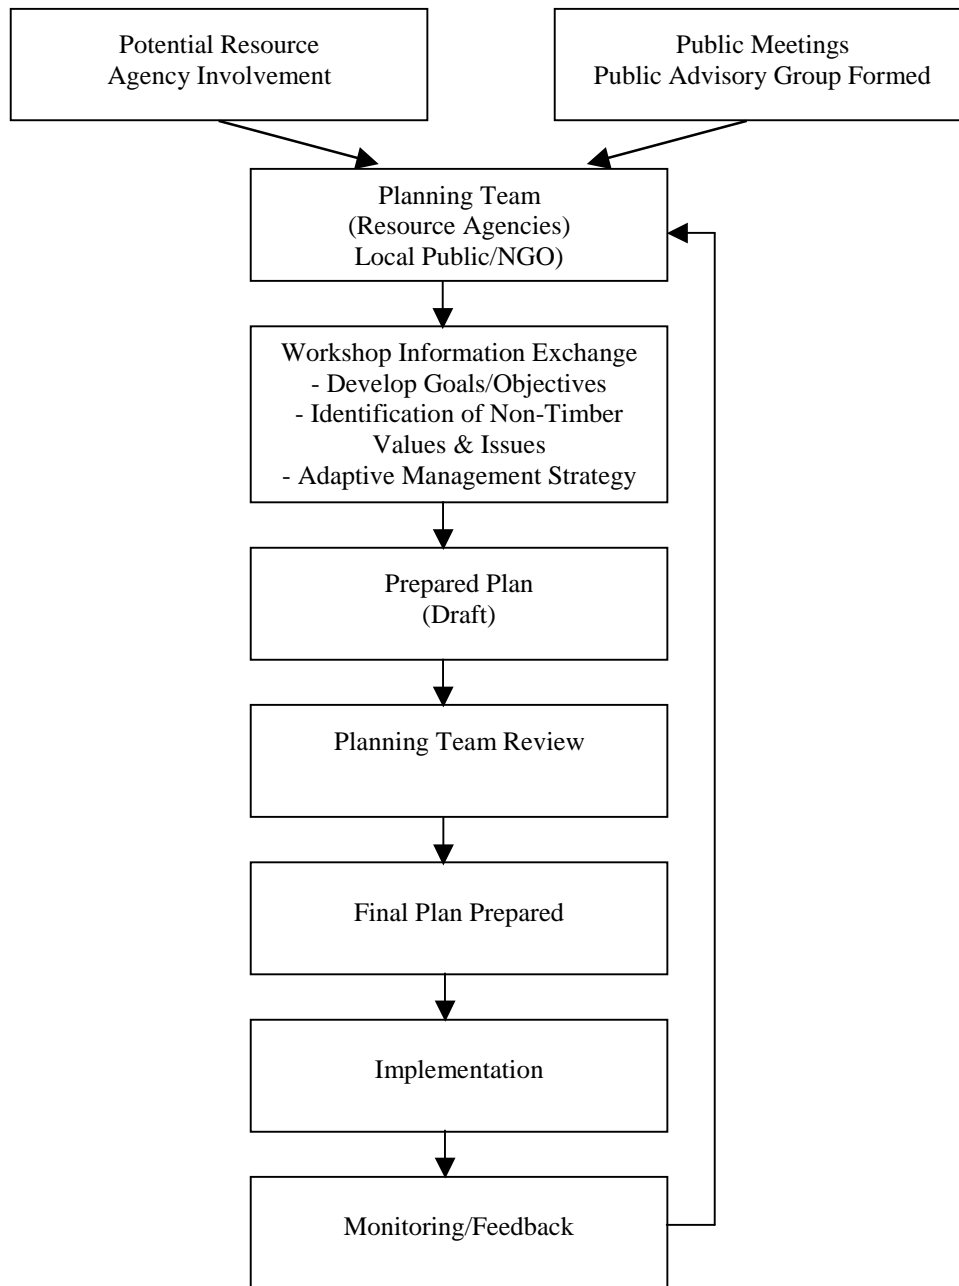 Potential Resource
Agency Involvement
Public Meetings
Public Advisory Group Formed
Planning Team
(Resource Agencies)
Local Public/NGO)
Workshop Information Exchange
- Develop Goals/Objectives
- Identification of Non-Timber
Values & Issues
- Adaptive Management Strategy
Prepared Plan
(Draft)
Planning Team Review
Final Plan Prepared
Implementation
Monitoring/Feedback